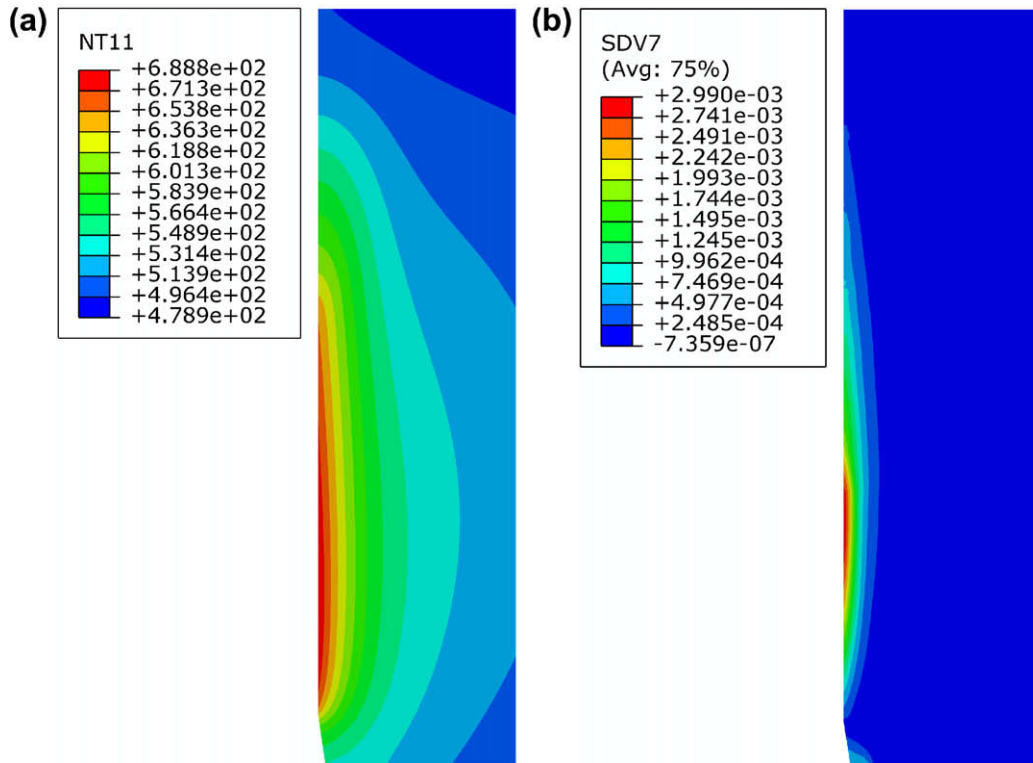 (a)
NT11
+6.888e+02
+6.713e+02
+6.538e+02
+6.363e+02
+6.188e+02
+6.013e+02
+5.839e+02
+5.664e+02
+5.489e+02
+5.314e+02
+5.139e+02
+4.964e+02
+4.789e+02
(b)
SDV7
(Avg: 75%)
+2.990e-03
+2.741e-03
+2.491e-03
+2.242e-03
+1.993e-03
+1.744e-03
+1.495e-03
+1.245e-03
+9.962e-04
+7.469e-04
+4.977e-04
+2.485e-04
-7.359e-07